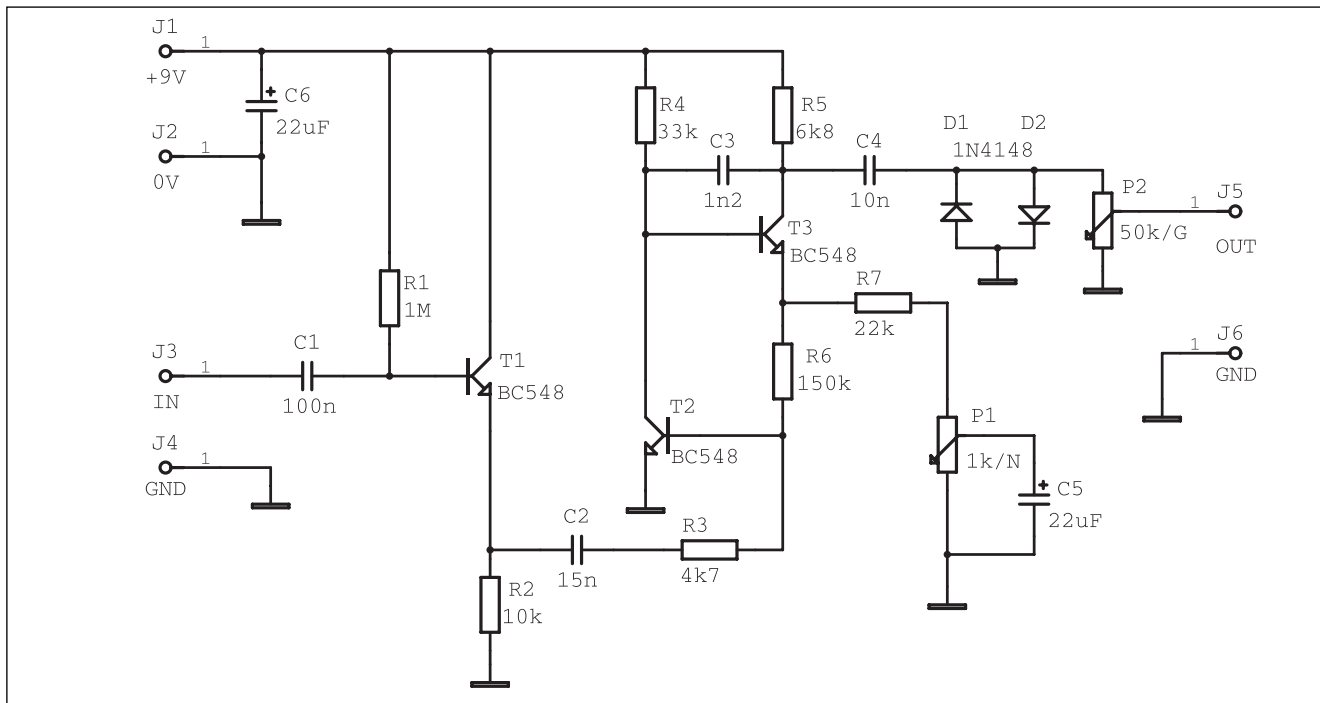 J1
1
+9V
C6
22uF
J2
1
0V
R4
33k
R5
6k8
C3
1n2
C4
10n
D1
D2
1N4148
P2
50k/G
J5
1
OUT
T3
BC548
R7
22k
R1
1M
C1
100n
J3
1
IN
T1
BC548
R6
150k
J6
1
GND
T2
BC548
P1
1k/N
J4
1
GND
C5
22uF
C2
15n
R3
4k7
R2
10k